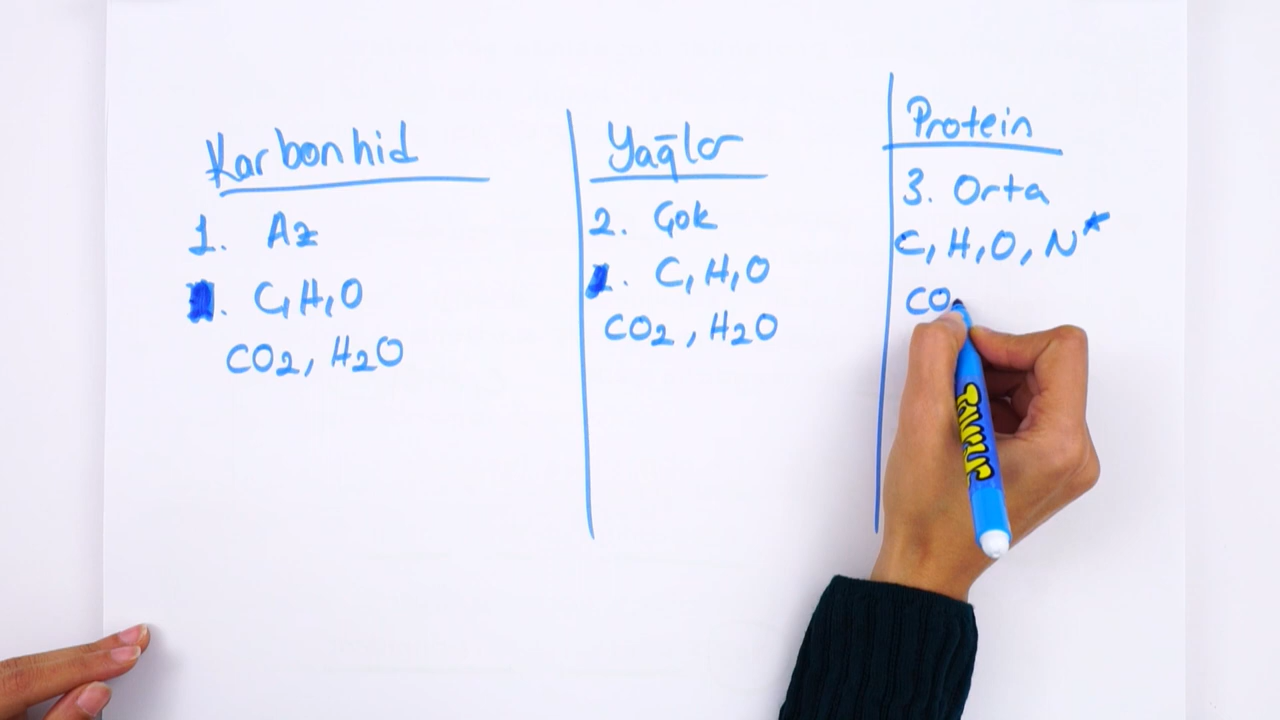 Karbonhid
1. Az
. C, H, O
CO2, H2O
Yağlar
2. Çok
. C, H, O
CO2, H2O
Protein
3. Orta
C, H, O, N*
CO